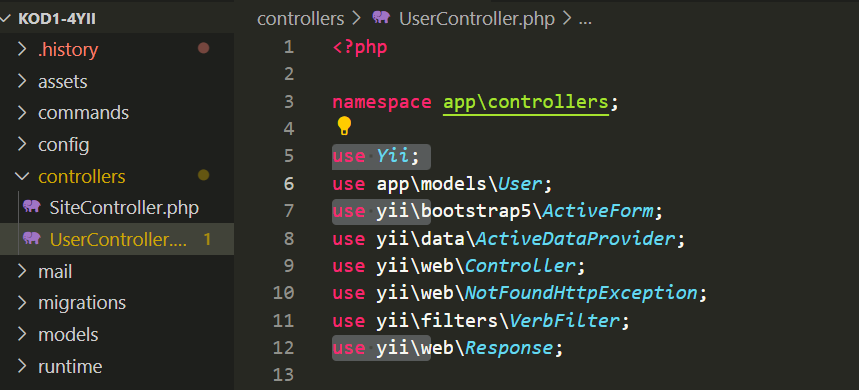 KOD1-4YII
.history
assets
commands
config
controllers
SiteController.php
UserController.... 1
mail
migrations
models
runtime
controllers > UserController.php > ...
1 <?php
2
3 namespace app\controllers;
4
5 use Yii;
6 use app\models\User;
7 use yii\bootstrap5\ActiveForm;
8 use yii\data\ActiveDataProvider;
9 use yii\web\Controller;
10 use yii\web\NotFoundHttpException;
11 use yii\filters\VerbFilter;
12 use yii\web\Response;
13